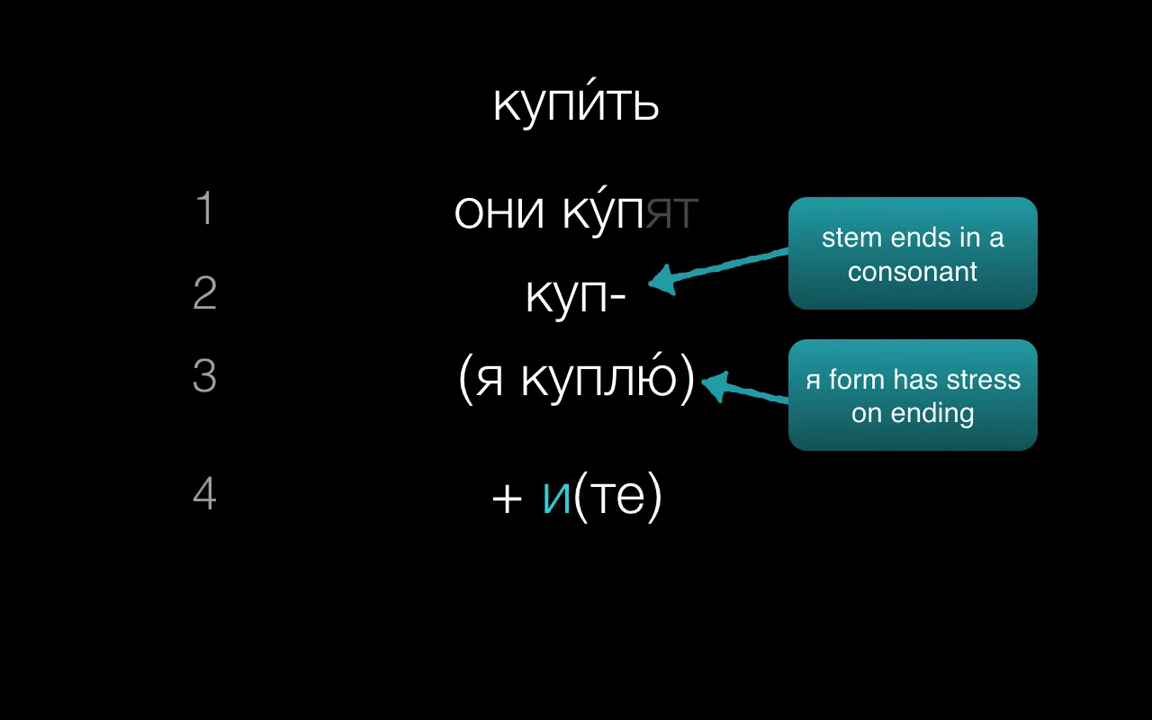 купи́ть
1 они ку́пят
stem ends in a
consonant
2 куп-
3 (я куплю́)
я form has stress
on ending
4 + и(те)